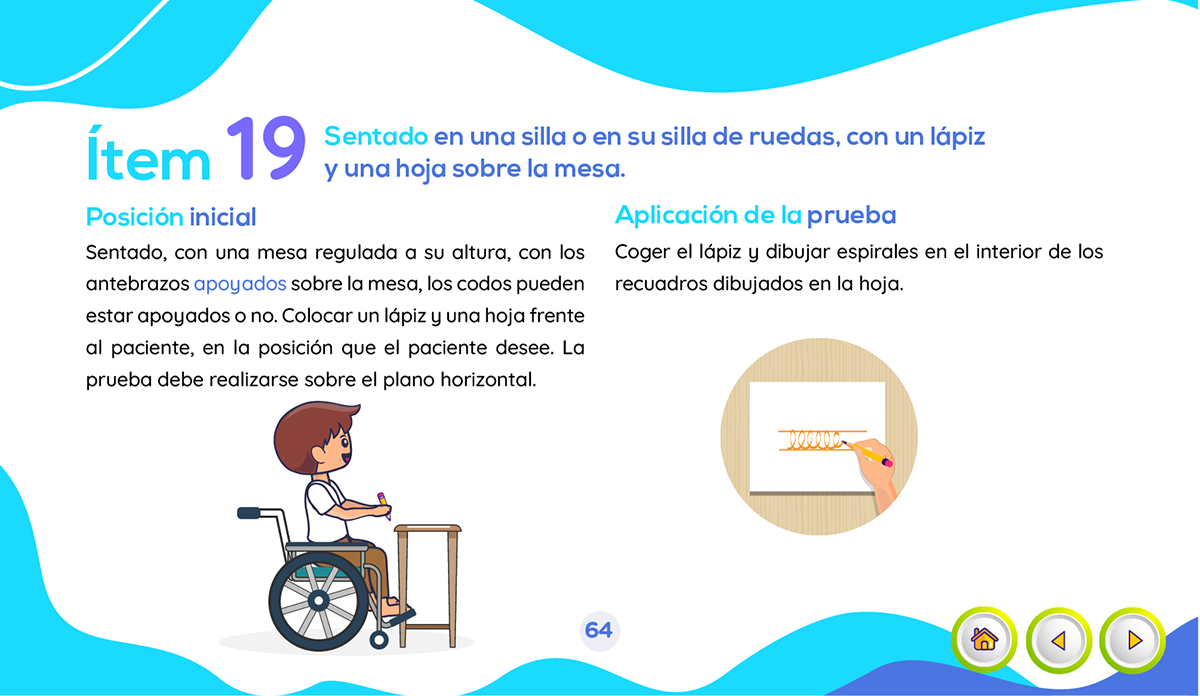 Ítem 19
Sentado en una silla o en su silla de ruedas, con un lápiz
y una hoja sobre la mesa.
Posición inicial
Sentado, con una mesa regulada a su altura, con los
antebrazos apoyados sobre la mesa, los codos pueden
estar apoyados o no. Colocar un lápiz y una hoja frente
al paciente, en la posición que el paciente desee. La
prueba debe realizarse sobre el plano horizontal.
Aplicación de la prueba
Coger el lápiz y dibujar espirales en el interior de los
recuadros dibujados en la hoja.
64